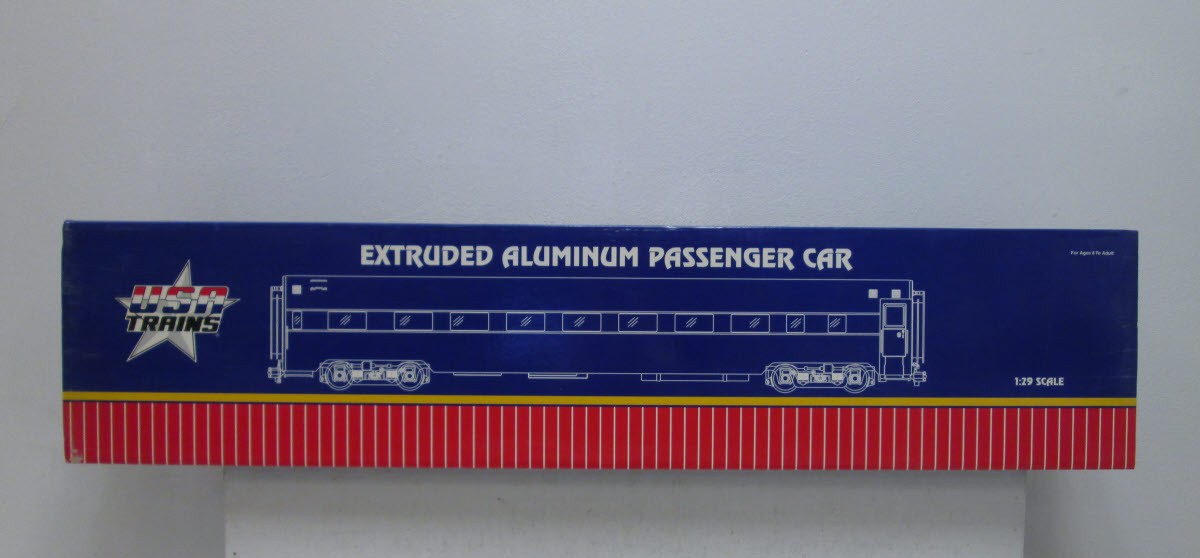 EXTRUDED ALUMINUM PASSENGER CAR
For Ages 8 To Adult
USA
TRAINS
1:29 SCALE